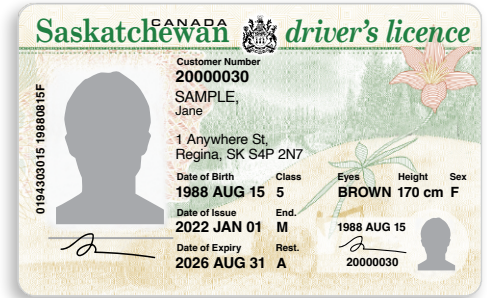 CANADA
Saskatchewan driver's licence
Customer Number
20000030
SAMPLE,
Jane
1 Anywhere St,
Regina, SK S4P 2N7
Date of Birth Class Eyes Height Sex
1988 AUG 15 5 BROWN 170 cm F
Date of Issue End.
2022 JAN 01 M 1988 AUG 15
Date of Expiry Rest.
2026 AUG 31 A 20000030
0194303015 19880815F